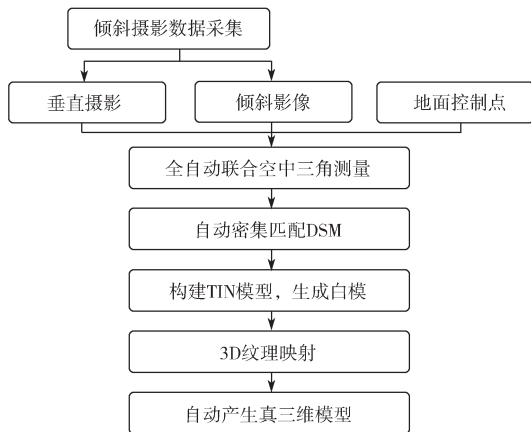 倾斜摄影数据采集
垂直摄影
倾斜影像
地面控制点
全自动联合空中三角测量
自动密集匹配DSM
构建TIN模型，生成白模
3D纹理映射
自动产生真三维模型